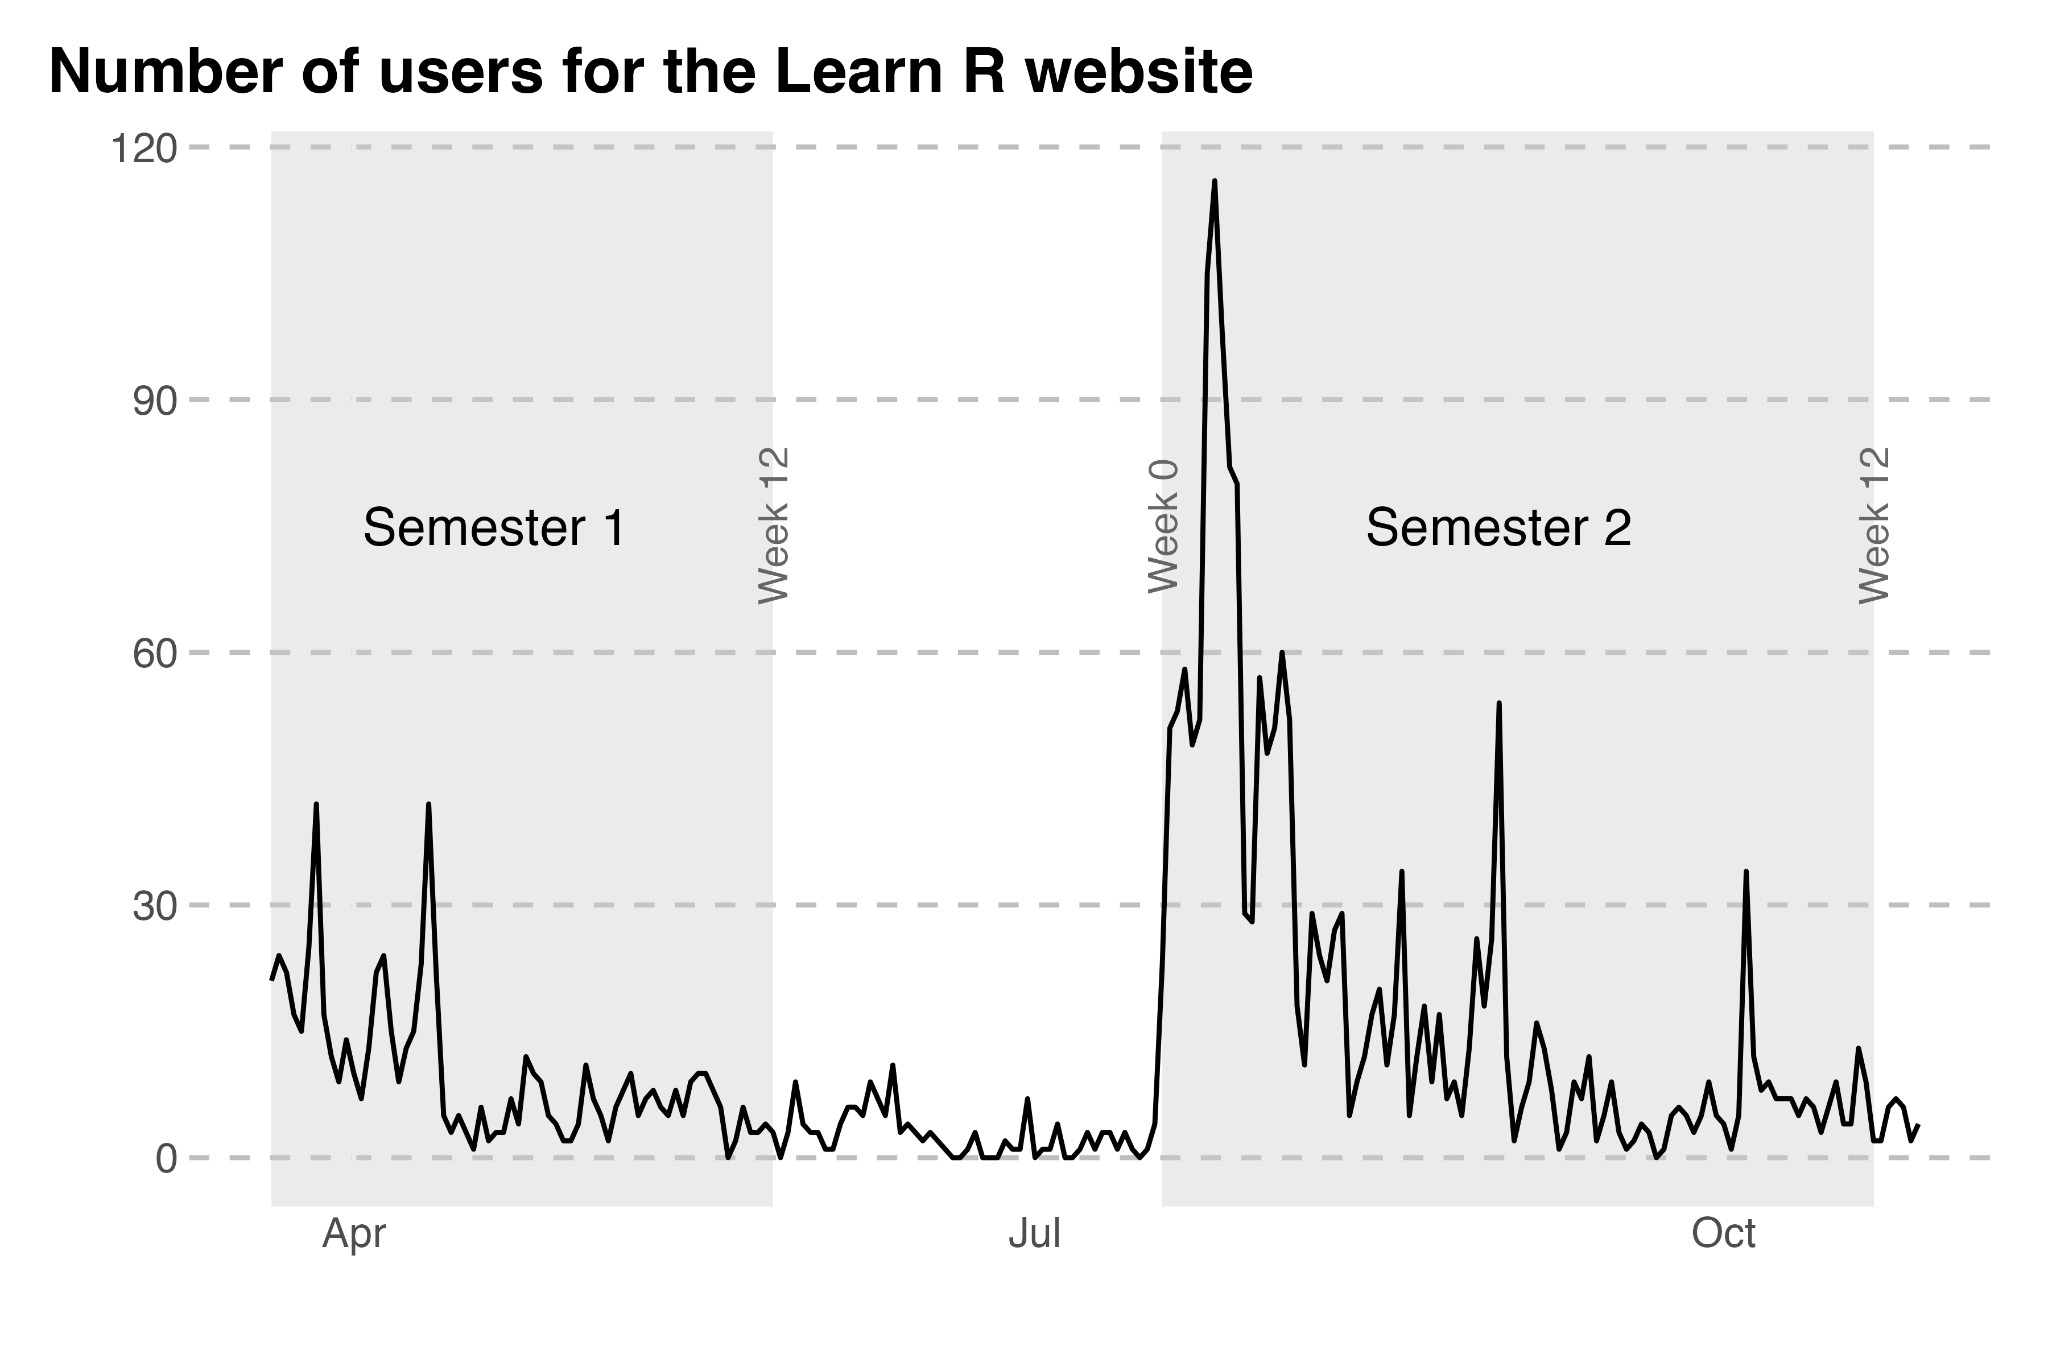 Number of users for the Learn R website
120
90
60
30
0
Semester 1
Week 12
Week 0
Semester 2
Week 12
Apr
Jul
Oct